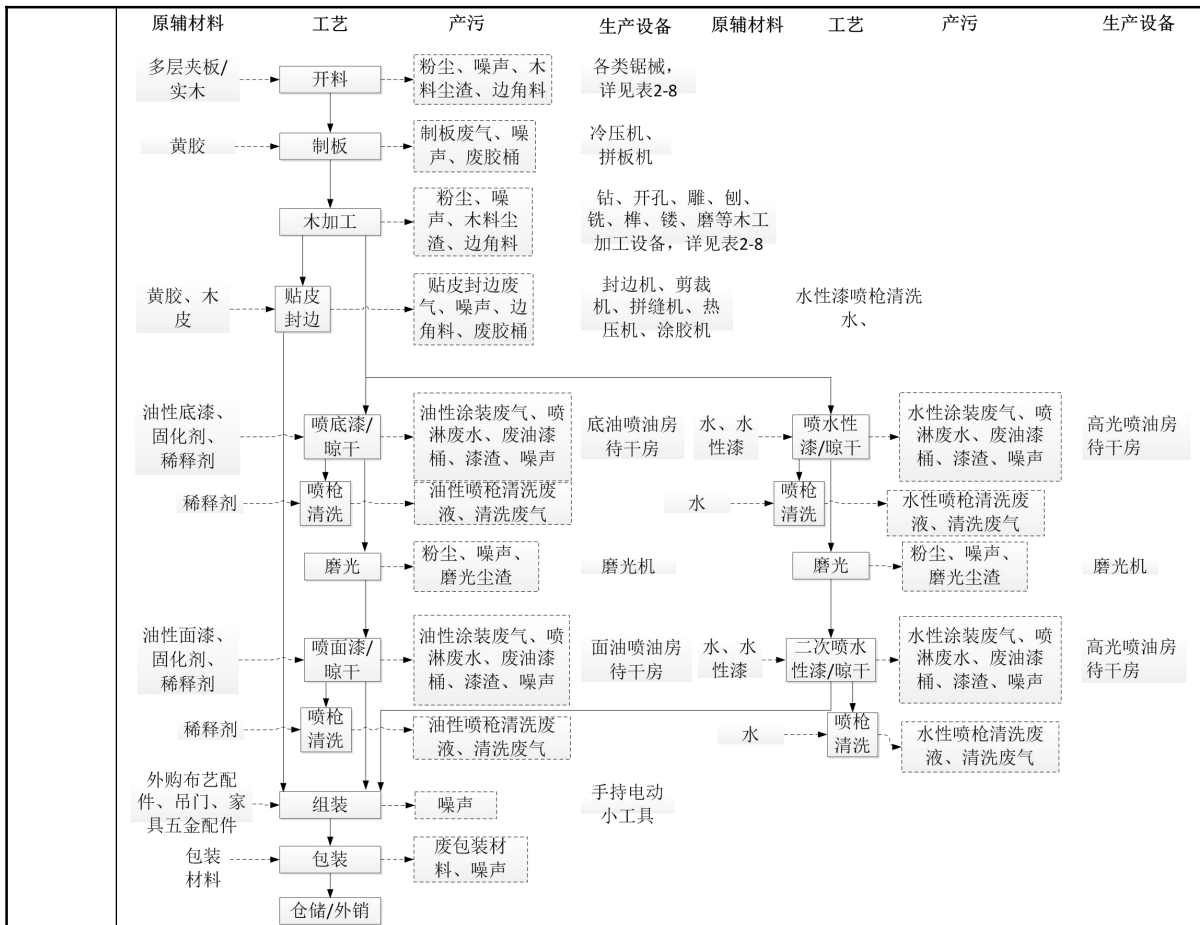 原辅材料 工艺 产污 生产设备 原辅材料 工艺 产污 生产设备
多层夹板/
实木
开料
粉尘、噪声、木
料尘渣、边角料
各类锯械，
详见表2-8
黄胶
制板
制板废气、噪
声、废胶桶
冷压机、
拼板机
木加工
粉尘、噪
声、木料尘
渣、边角料
钻、开孔、雕、刨、
铣、榫、镂、磨等木工
加工设备，详见表2-8
黄胶、木
皮
贴皮
封边
贴皮封边废
气、噪声、边
角料、废胶桶
封边机、剪裁
机、拼缝机、热
压机、涂胶机
水性漆喷枪清洗
水、
油性底漆、
固化剂、
稀释剂
喷底漆/
晾干
油性涂装废气、喷
淋废水、废油漆
桶、漆渣、噪声
底油喷油房
待干房
水、水
性漆
喷水性
漆/晾干
水性涂装废气、喷
淋废水、废油漆
桶、漆渣、噪声
高光喷油房
待干房
稀释剂
喷枪
清洗
油性喷枪清洗废
液、清洗废气
水
喷枪
清洗
水性喷枪清洗废
液、清洗废气
磨光
粉尘、噪声、
磨光尘渣
磨光机
磨光
粉尘、噪声、
磨光尘渣
磨光机
油性面漆、
固化剂、
稀释剂
喷面漆/
晾干
油性涂装废气、喷
淋废水、废油漆
桶、漆渣、噪声
面油喷油房
待干房
水、水
性漆
二次喷水
性漆/晾干
水性涂装废气、喷
淋废水、废油漆
桶、漆渣、噪声
高光喷油房
待干房
稀释剂
喷枪
清洗
油性喷枪清洗废
液、清洗废气
水
喷枪
清洗
水性喷枪清洗废
液、清洗废气
外购布艺配
件、吊门、家
具五金配件
组装
噪声
手持电动
小工具
包装
材料
包装
废包装材
料、噪声
仓储/外销